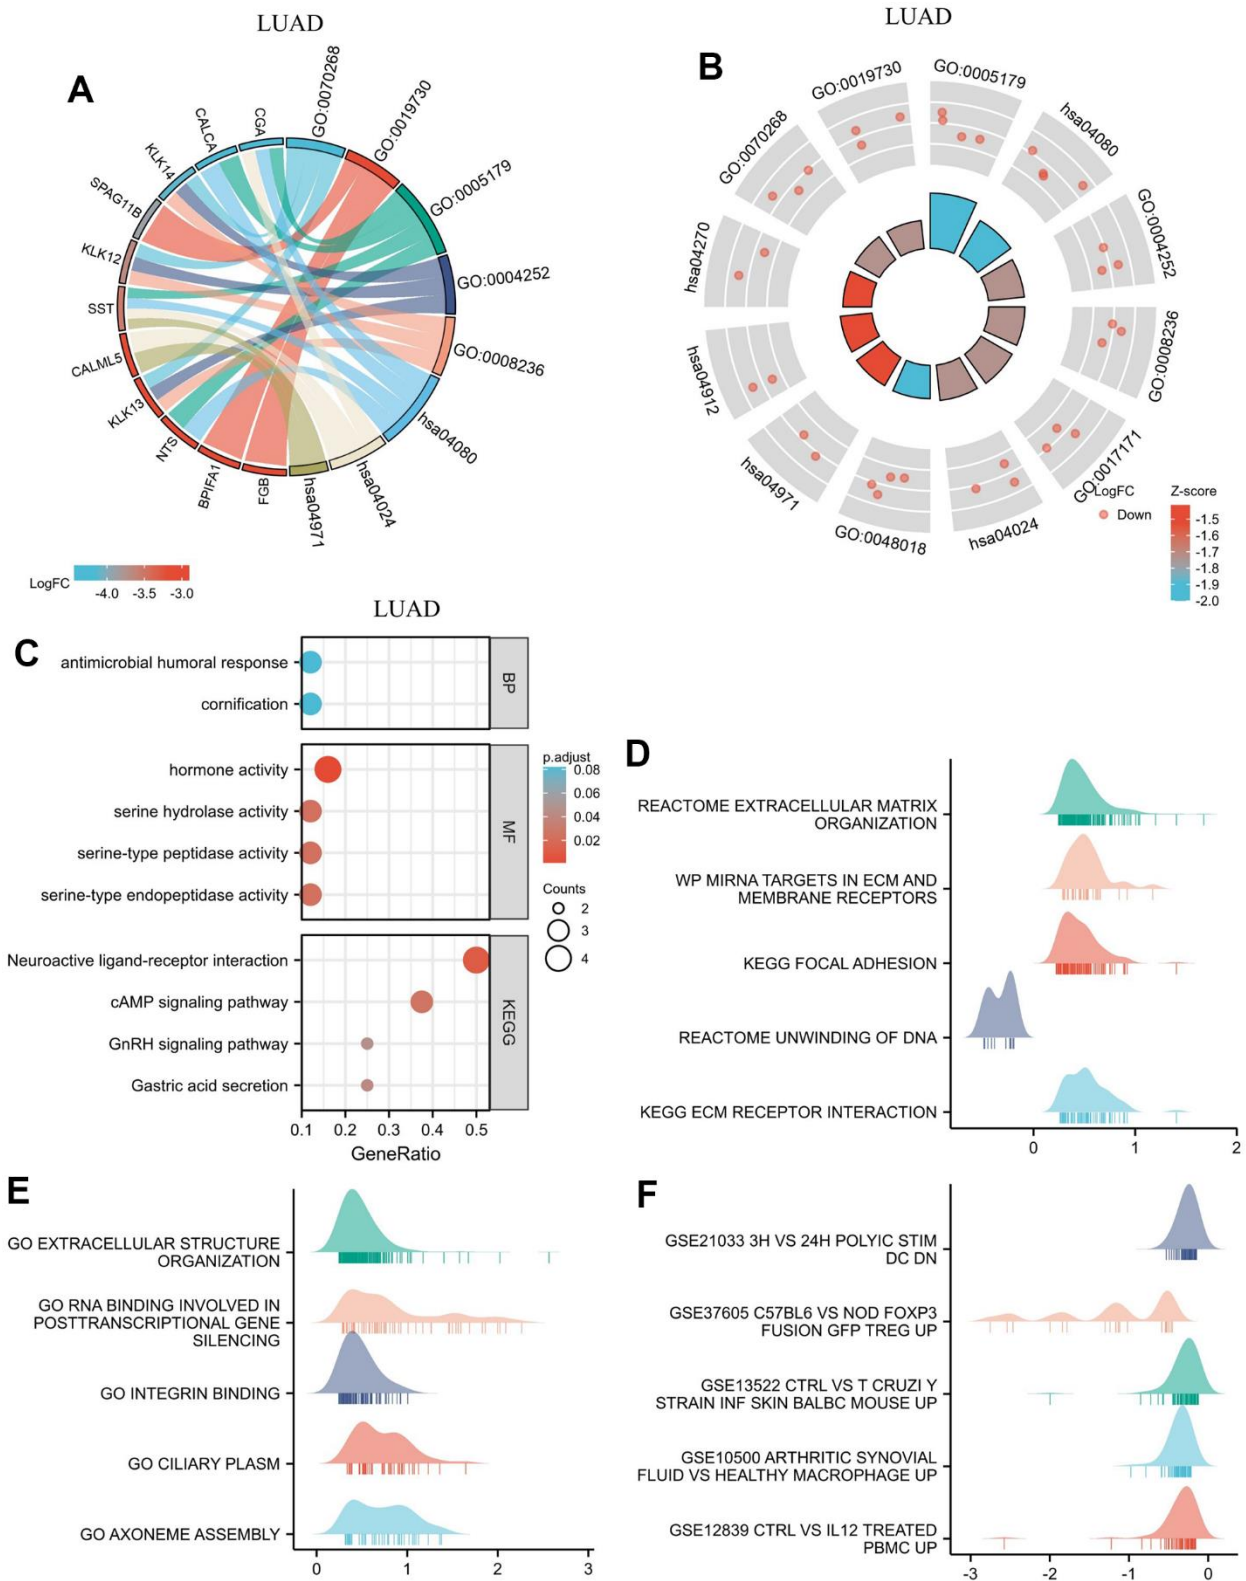 LUAD
A
CGA
CALCA
KLK14
SPAG11B
KLK12
SST
CALML5
KLK13
NTS
BPIFA1
FGB
hsa04971
hsa04024
hsa04080
GO:0008236
GO:0004252
GO:0005179
GO:0019730
GO:0070268
LogFC
-4.0 -3.5 -3.0
LUAD
B
GO:0005179
hsa04080
GO:0004252
GO:0008236
GO:0017171
hsa04024
GO:0048018
hsa04971
hsa04912
hsa04270
GO:0070268
GO:0019730
LogFC
Down
Z-score
-1.5
-1.6
-1.7
-1.8
-1.9
-2.0
LUAD
C
antimicrobial humoral response
cornification
BP
hormone activity
serine hydrolase activity
serine-type peptidase activity
serine-type endopeptidase activity
MF
Neuroactive ligand-receptor interaction
cAMP signaling pathway
GnRH signaling pathway
Gastric acid secretion
KEGG
0.1 0.2 0.3 0.4 0.5
GeneRatio
p.adjust
0.08
0.06
0.04
0.02
Counts
2
3
4
D
REACTOME EXTRACELLULAR MATRIX
ORGANIZATION
WP MIRNA TARGETS IN ECM AND
MEMBRANE RECEPTORS
KEGG FOCAL ADHESION
REACTOME UNWINDING OF DNA
KEGG ECM RECEPTOR INTERACTION
0 1 2
E
GO EXTRACELLULAR STRUCTURE
ORGANIZATION
GO RNA BINDING INVOLVED IN
POSTTRANSCRIPTIONAL GENE
SILENCING
GO INTEGRIN BINDING
GO CILIARY PLASM
GO AXONEME ASSEMBLY
0 1 2 3
F
GSE21033 3H VS 24H POLYIC STIM
DC DN
GSE37605 C57BL6 VS NOD FOXP3
FUSION GFP TREG UP
GSE13522 CTRL VS T CRUZI Y
STRAIN INF SKIN BALBC MOUSE UP
GSE10500 ARTHRITIC SYNOVIAL
FLUID VS HEALTHY MACROPHAGE UP
GSE12839 CTRL VS IL12 TREATED
PBMC UP
-3 -2 -1 0